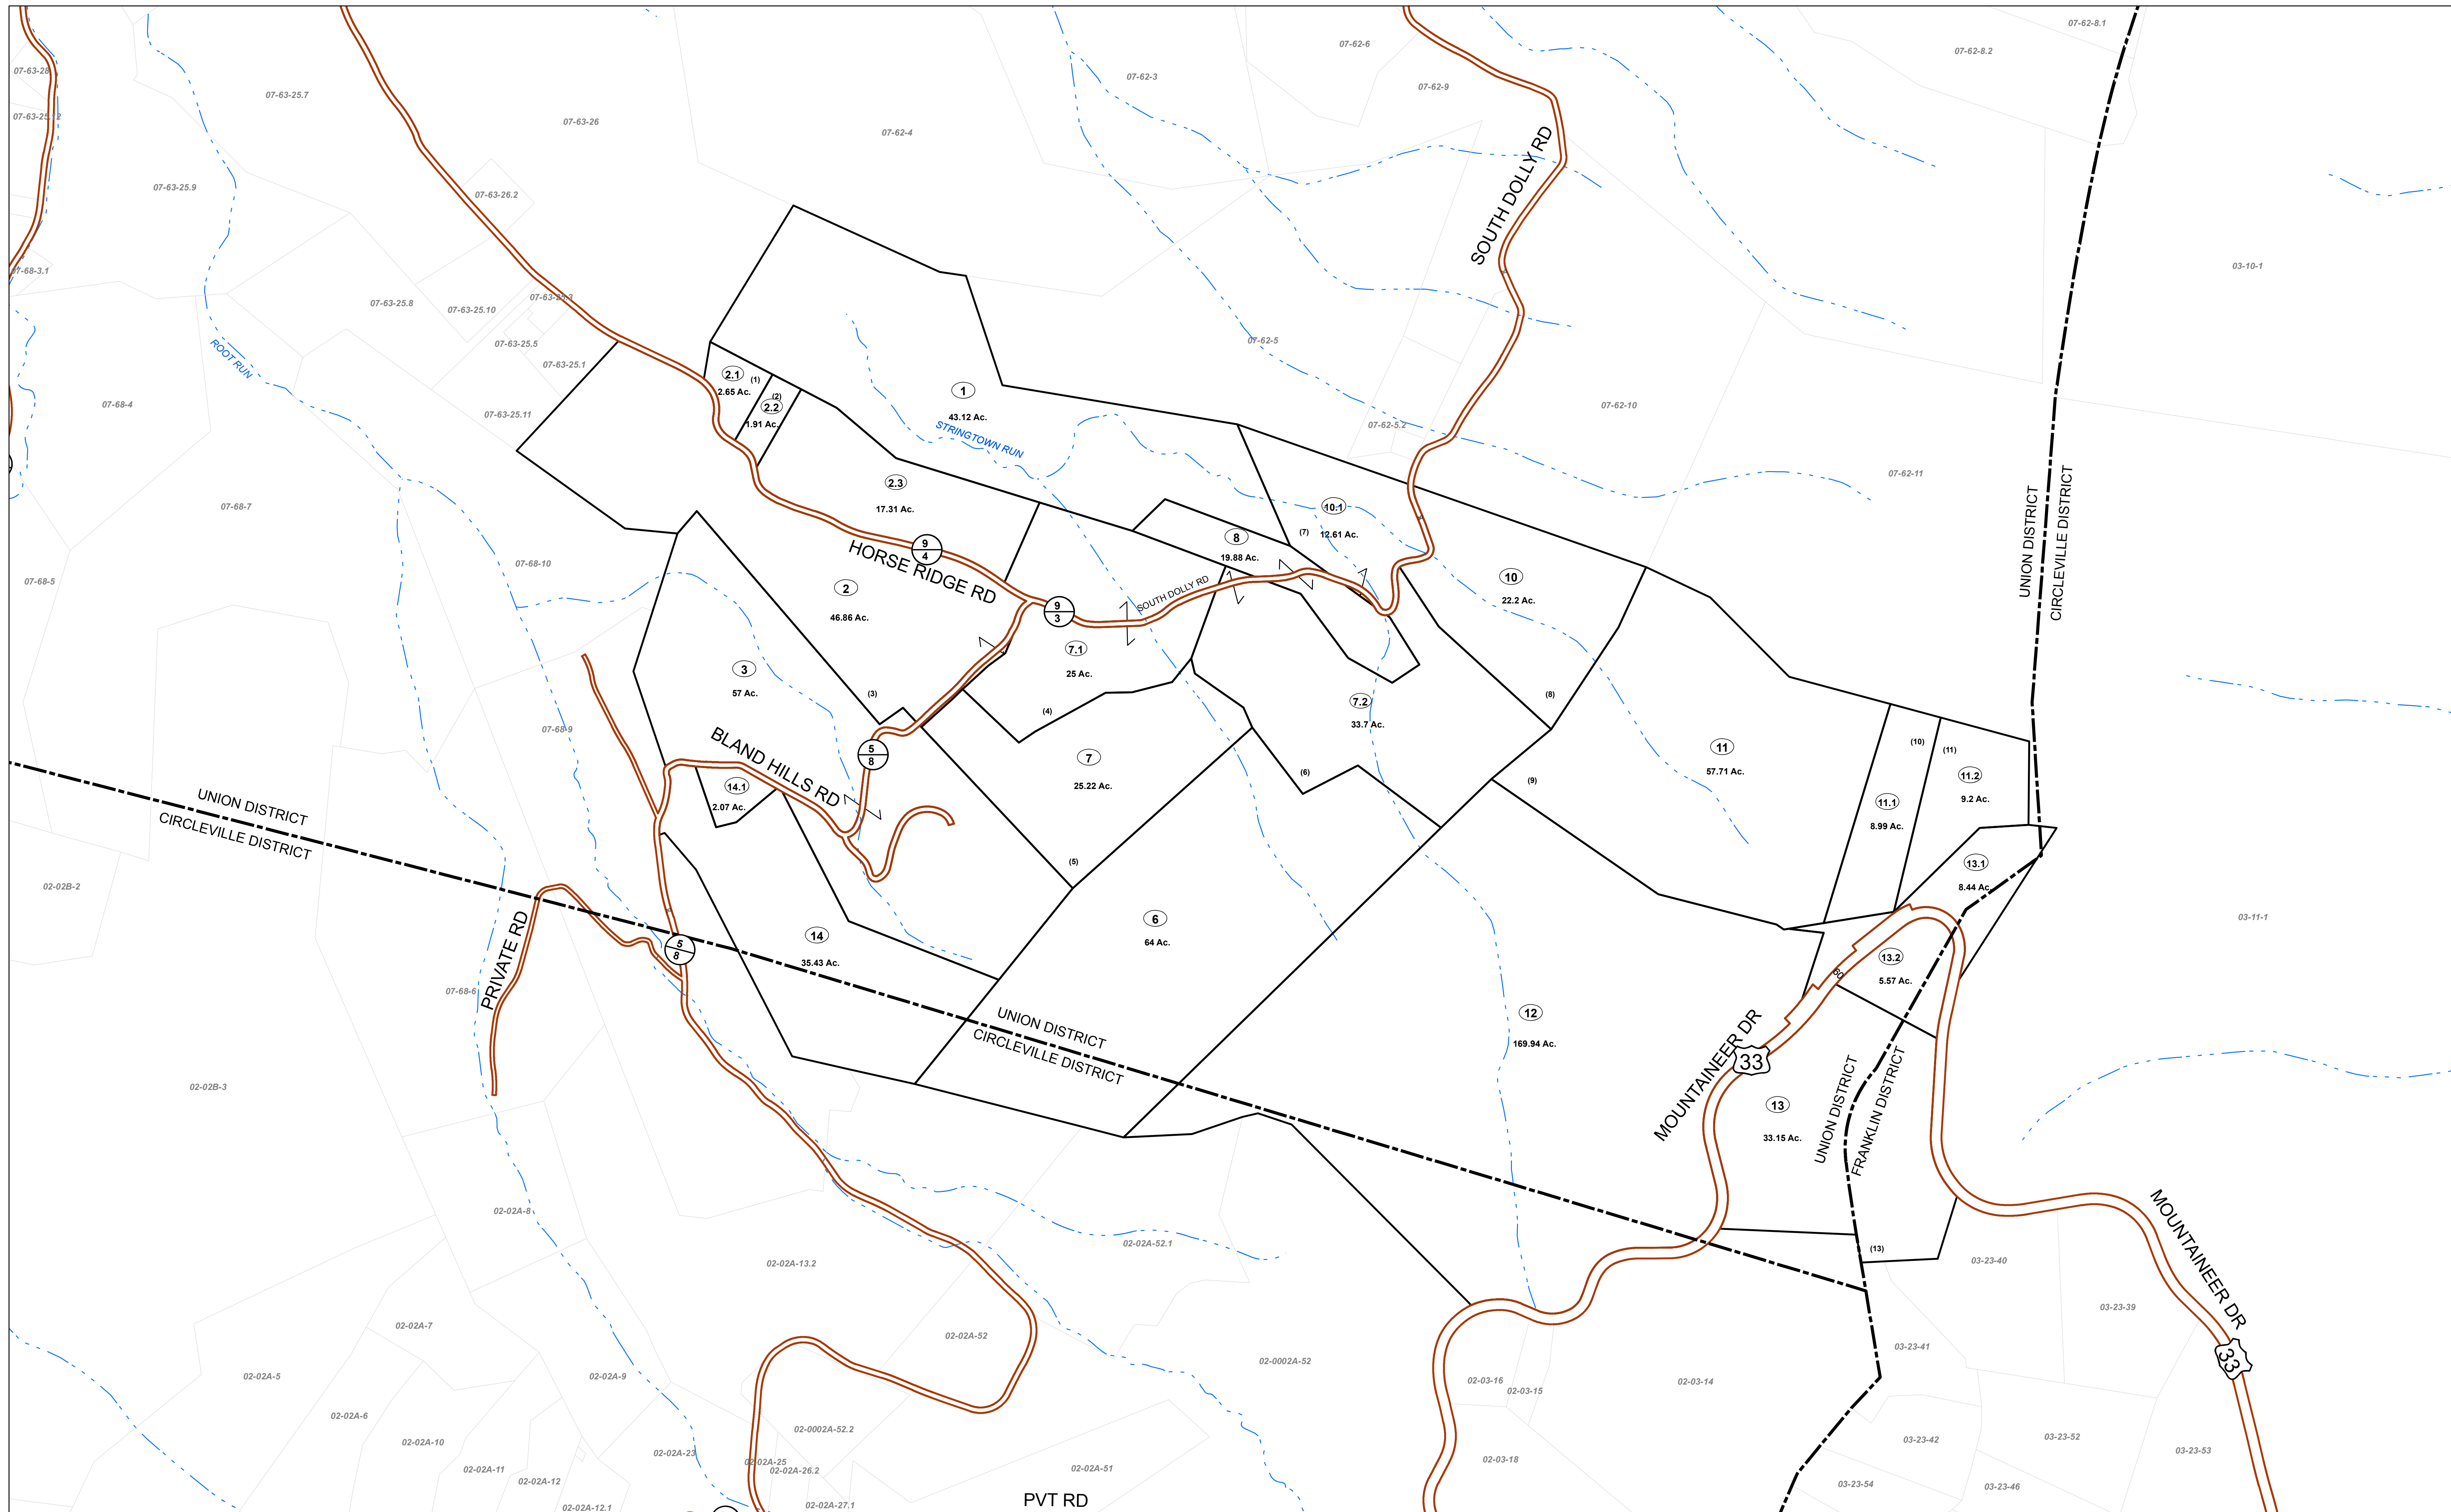 07-62-8.1
07-62-6
07-62-8.2
07-63-28
07-62-3
07-62-9
07-63-25.7
07-63-25.12
07-63-26
07-62-4
SOUTH DOLLY RD
07-63-25.9
07-63-26.2
07-68-3.1
03-10-1
07-63-25.8
07-63-25.3
07-63-25.10
07-63-25.5
07-62-5
ROOT RUN
07-63-25.1
2.1
(1)
2.65 Ac.
(2)
2.2
1.91 Ac.
1
43.12 Ac.
STRINGTOWN RUN
07-68-4
07-63-25.11
07-62-10
07-62-5.2
07-62-11
2.3
17.31 Ac.
07-68-7
10.1
(7)
12.61 Ac.
8
19.88 Ac.
UNION DISTRICT
CIRCLEVILLE DISTRICT
9
4
HORSE RIDGE RD
07-68-10
07-68-5
2
46.86 Ac.
10
22.2 Ac.
9
3
SOUTH DOLLY RD
7.1
25 Ac.
3
57 Ac.
(3)
(4)
7.2
33.7 Ac.
(8)
07-68-9
BLAND HILLS RD
5
8
7
25.22 Ac.
(6)
(9)
11
57.71 Ac.
(10)
(11)
11.2
9.2 Ac.
11.1
8.99 Ac.
14.1
2.07 Ac.
UNION DISTRICT
CIRCLEVILLE DISTRICT
(5)
13.1
8.44 Ac.
02-02B-2
6
64 Ac.
03-11-1
14
35.43 Ac.
5
8
PRIVATE RD
07-68-6
13.2
5.57 Ac.
60
12
169.94 Ac.
UNION DISTRICT
CIRCLEVILLE DISTRICT
MOUNTAINEER DR
33
02-02B-3
13
33.15 Ac.
UNION DISTRICT
FRANKLIN DISTRICT
02-02A-8
02-02A-52.1
02-02A-13.2
(13)
03-23-40
MOUNTAINEER DR
33
03-23-39
02-02A-7
02-02A-52
03-23-41
02-0002A-52
02-02A-5
02-02A-9
02-03-16
02-03-15
02-03-14
02-02A-6
02-0002A-52.2
02-02A-10
02-02A-23
03-23-42
03-23-52
03-23-53
02-02A-25
02-02A-26.2
02-02A-11
02-02A-12
02-02A-51
02-03-18
03-23-54
03-23-46
02-02A-12.1
02-02A-27.1
PVT RD